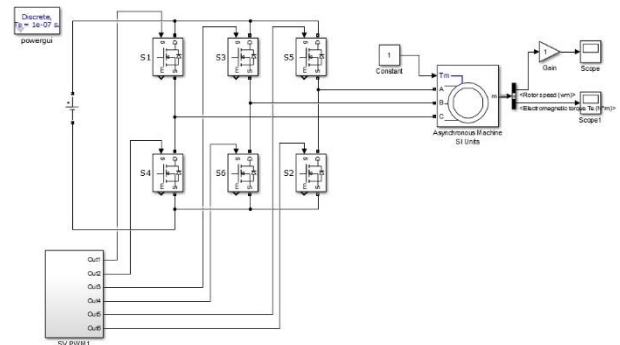 Discrete,
Ts = 1e-07 s.
powergui
S1
S3
S5
S4
S6
S2
1
Constant
Tm
A
B
C
m
Asynchronous Machine
SI Units
<Rotor speed (wm)>
<Electromagnetic torque Te (N*m)>
1
Gain
Scope
Scope1
Out1
Out2
Out3
Out4
Out5
Out6
SV PWM1
+